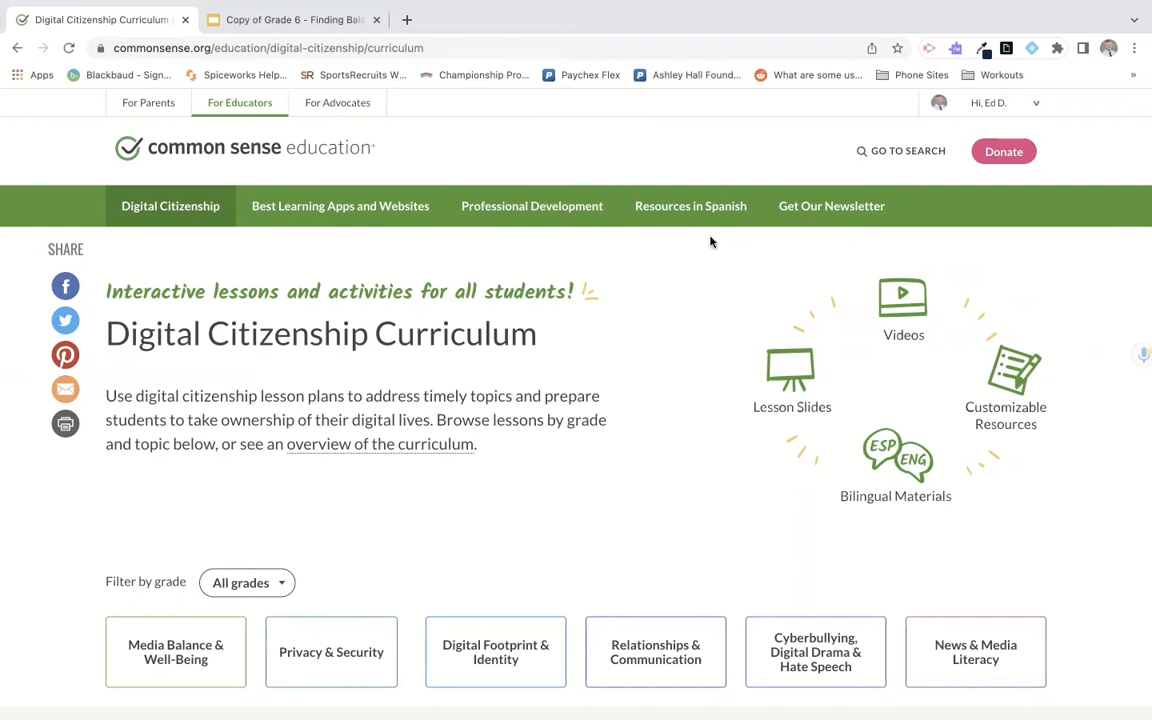 Digital Citizenship Curriculum
Copy of Grade 6 - Finding Bala
commonsense.org/education/digital-citizenship/curriculum
Apps
Blackbaud - Sign...
Spiceworks Help...
SR SportsRecruits W...
Championship Pro...
Paychex Flex
Ashley Hall Found...
What are some us...
Phone Sites
Workouts
»
For Parents
For Educators
For Advocates
Hi, Ed D.
common sense education®
GO TO SEARCH
Donate
Digital Citizenship
Best Learning Apps and Websites
Professional Development
Resources in Spanish
Get Our Newsletter
SHARE
Interactive lessons and activities for all students!
Digital Citizenship Curriculum
Use digital citizenship lesson plans to address timely topics and prepare
students to take ownership of their digital lives. Browse lessons by grade
and topic below, or see an overview of the curriculum.
Videos
Lesson Slides
Customizable
Resources
ESP
ENG
Bilingual Materials
Filter by grade
All grades
Media Balance &
Well-Being
Privacy & Security
Digital Footprint &
Identity
Relationships &
Communication
Cyberbullying,
Digital Drama &
Hate Speech
News & Media
Literacy